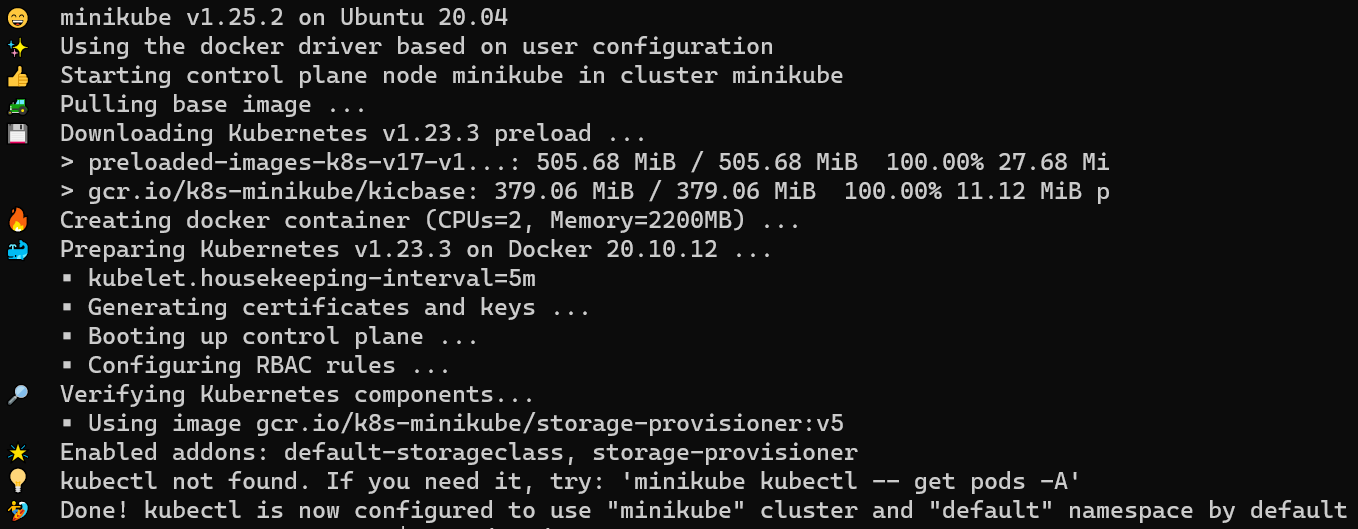 😄 minikube v1.25.2 on Ubuntu 20.04
✨ Using the docker driver based on user configuration
👍 Starting control plane node minikube in cluster minikube
🚜 Pulling base image ...
💾 Downloading Kubernetes v1.23.3 preload ...
> preloaded-images-k8s-v17-v1...: 505.68 MiB / 505.68 MiB 100.00% 27.68 Mi
> gcr.io/k8s-minikube/kicbase: 379.06 MiB / 379.06 MiB 100.00% 11.12 MiB p
🔥 Creating docker container (CPUs=2, Memory=2200MB) ...
🐳 Preparing Kubernetes v1.23.3 on Docker 20.10.12 ...
▪ kubelet.housekeeping-interval=5m
▪ Generating certificates and keys ...
▪ Booting up control plane ...
▪ Configuring RBAC rules ...
🔎 Verifying Kubernetes components...
▪ Using image gcr.io/k8s-minikube/storage-provisioner:v5
🌟 Enabled addons: default-storageclass, storage-provisioner
💡 kubectl not found. If you need it, try: 'minikube kubectl -- get pods -A'
🏄 Done! kubectl is now configured to use "minikube" cluster and "default" namespace by default